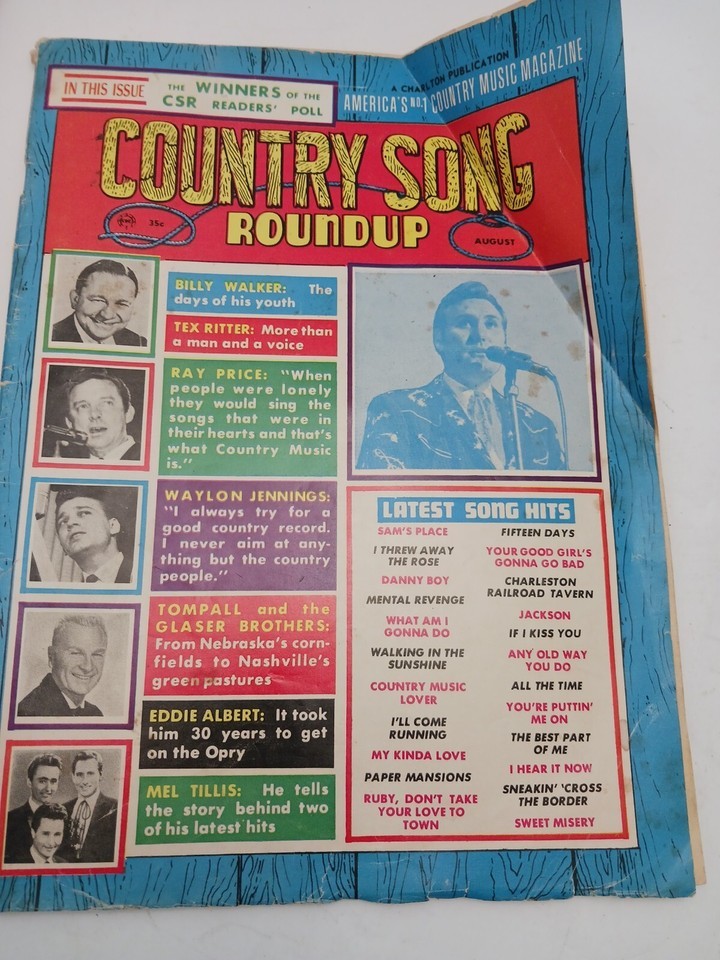 IN THIS ISSUE
THE WINNERS OF THE
CSR READERS' POLL
A CHARLTON PUBLICATION
AMERICA'S NO. 1 COUNTRY MUSIC MAGAZINE
COUNTRY SONG
ROUNDUP
35c
AUGUST
BILLY WALKER: The
days of his youth
TEX RITTER: More than
a man and a voice
RAY PRICE: "When
people were lonely
they would sing the
songs that were in
their hearts and that's
what Country Music
is."
WAYLON JENNINGS:
"I always try for a
good country record.
I never aim at any-
thing but the country
people."
TOMPALL and the
GLASER BROTHERS:
From Nebraska's corn-
fields to Nashville's
green pastures
EDDIE ALBERT: It took
him 30 years to get
on the Opry
MEL TILLIS: He tells
the story behind two
of his latest hits
LATEST SONG HITS
SAM'S PLACE
I THREW AWAY
THE ROSE
DANNY BOY
MENTAL REVENGE
WHAT AM I
GONNA DO
WALKING IN THE
SUNSHINE
COUNTRY MUSIC
LOVER
I'LL COME
RUNNING
MY KINDA LOVE
PAPER MANSIONS
RUBY, DON'T TAKE
YOUR LOVE TO
TOWN
FIFTEEN DAYS
YOUR GOOD GIRL'S
GONNA GO BAD
CHARLESTON
RAILROAD TAVERN
JACKSON
IF I KISS YOU
ANY OLD WAY
YOU DO
ALL THE TIME
YOU'RE PUTTIN'
ME ON
THE BEST PART
OF ME
I HEAR IT NOW
SNEAKIN' 'CROSS
THE BORDER
SWEET MISERY